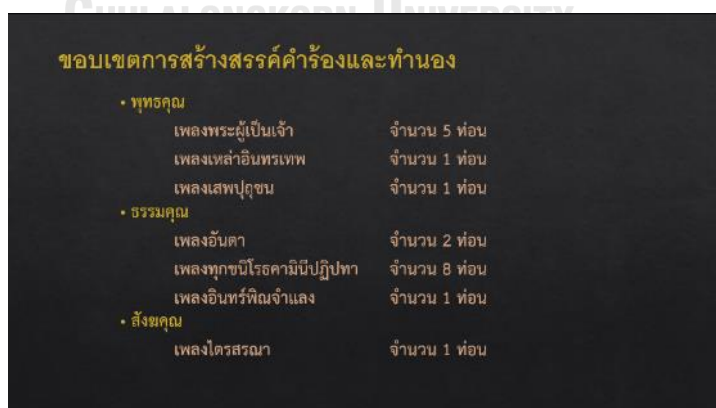 CHULALONGKORN UNIVERSITY
ขอบเขตการสร้างสรรค์คำร้องและทำนอง
• พุทธคุณ
เพลงพระผู้เป็นเจ้า จำนวน 5 ท่อน
เพลงเหล่าอินทรเทพ จำนวน 1 ท่อน
เพลงเสพปุถุชน จำนวน 1 ท่อน
• ธรรมคุณ
เพลงอันตา จำนวน 2 ท่อน
เพลงทุกขนิโรธคามินีปฏิปทา จำนวน 8 ท่อน
เพลงอินทร์พิณจำแลง จำนวน 1 ท่อน
• สังฆคุณ
เพลงไตรสรณา จำนวน 1 ท่อน